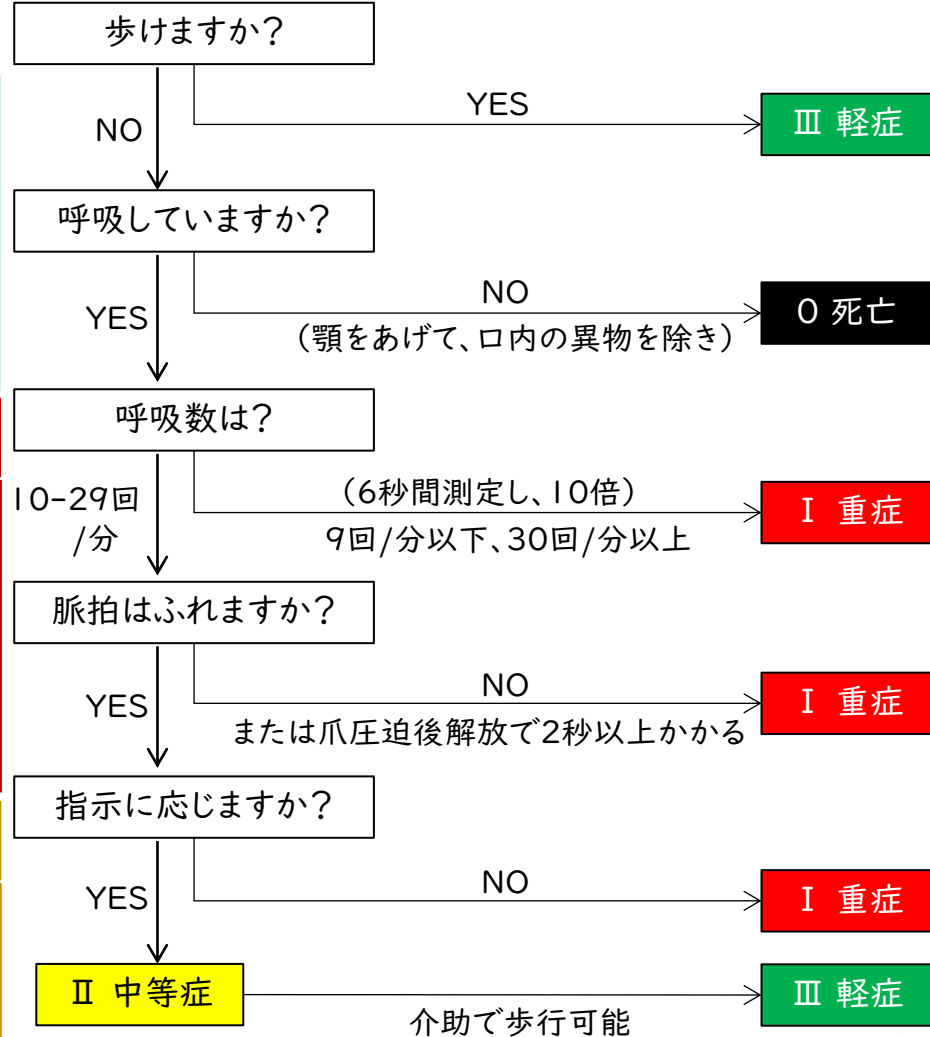 歩けますか?
YES
NO
Ⅲ 軽症
呼吸していますか?
NO
YES
(顎をあげて、口内の異物を除き)
0 死亡
呼吸数は?
10-29回
/分
(6秒間測定し、10倍)
9回/分以下、30回/分以上
Ⅰ 重症
脈拍はふれますか?
NO
YES
または爪圧迫後解放で2秒以上かかる
Ⅰ 重症
指示に応じますか?
NO
YES
Ⅰ 重症
Ⅱ 中等症
介助で歩行可能
Ⅲ 軽症